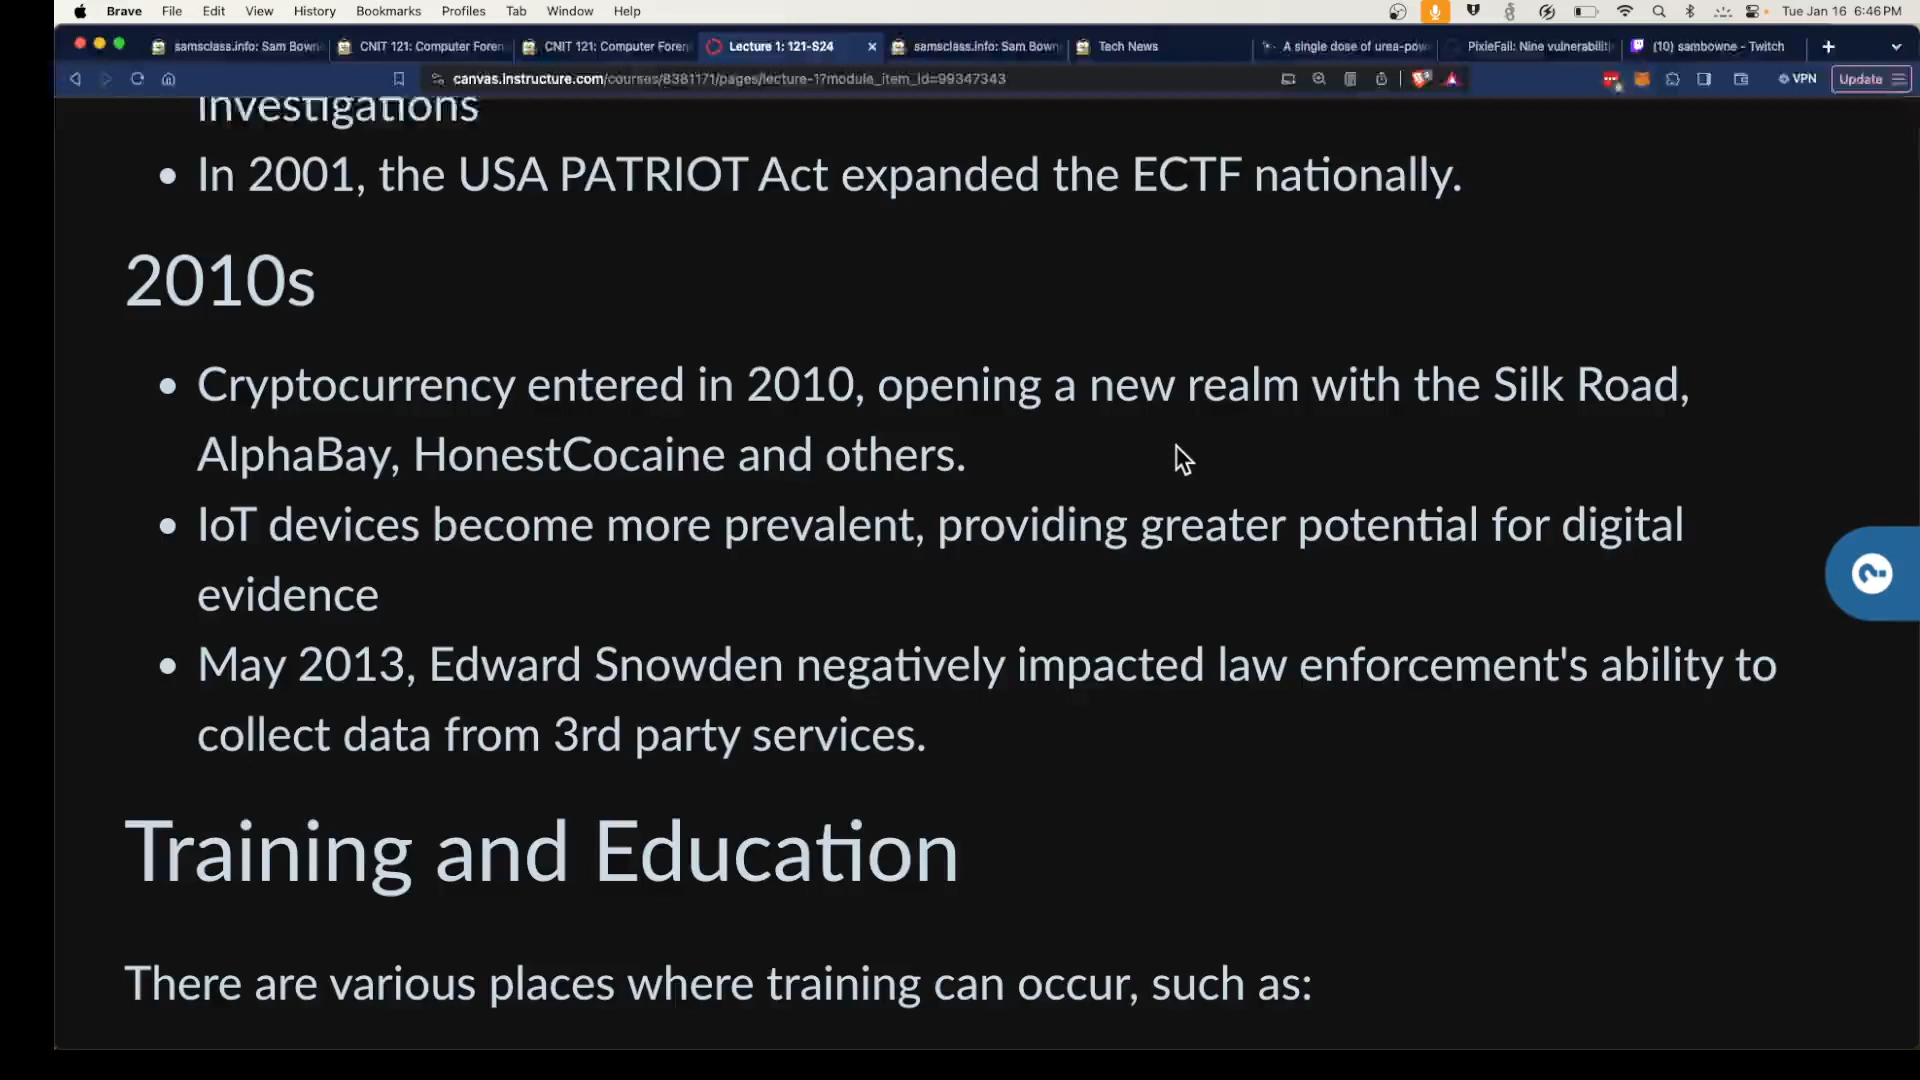 Brave File Edit View History Bookmarks Profiles Tab Window Help Tue Jan 16 6:46 PM
samsclass.info: Sam Bown CNIT 121: Computer Foren CNIT 121: Computer Foren Lecture 1: 121-S24 samsclass.info: Sam Bown Tech News A single dose of urea-pow PixieFail: Nine vulnerabilit (10) sambowne - Twitch
canvas.instructure.com/courses/8381171/pages/lecture-1?module_item_id=99347343 VPN Update
Investigations
• In 2001, the USA PATRIOT Act expanded the ECTF nationally.
2010s
• Cryptocurrency entered in 2010, opening a new realm with the Silk Road,
AlphaBay, HonestCocaine and others.
• IoT devices become more prevalent, providing greater potential for digital
evidence
• May 2013, Edward Snowden negatively impacted law enforcement's ability to
collect data from 3rd party services.
Training and Education
There are various places where training can occur, such as: